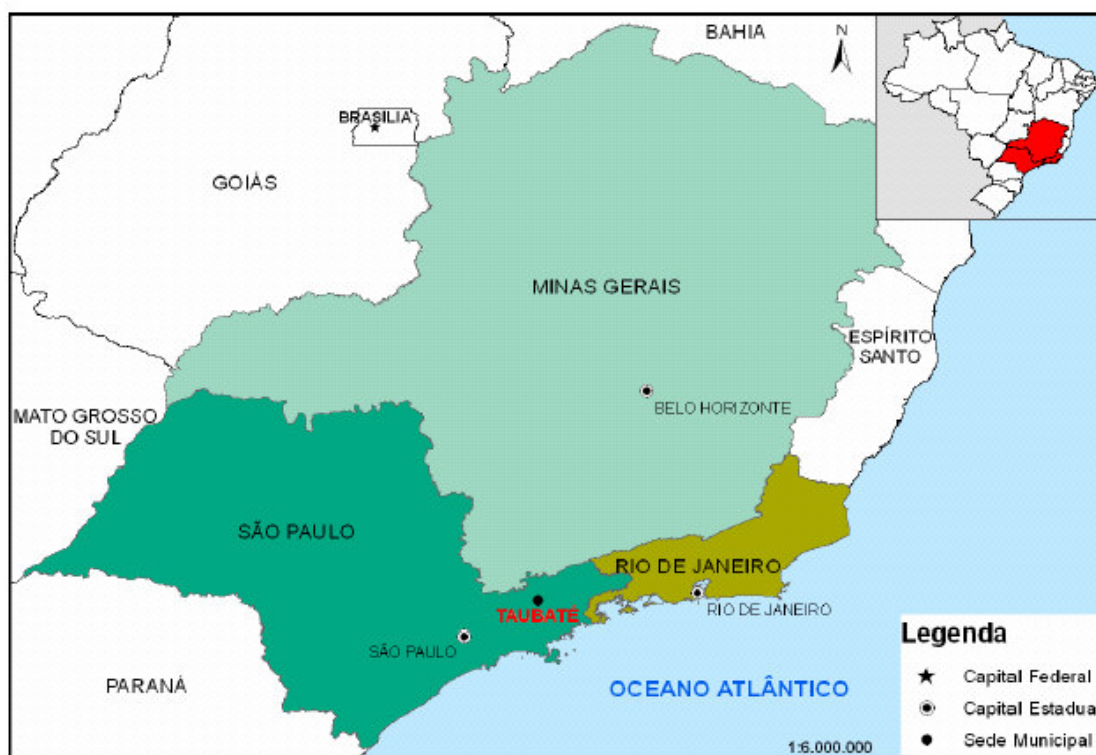 BAHIA
N
BRASÍLIA
GOIÁS
MINAS GERAIS
ESPÍRITO
SANTO
BELO HORIZONTE
MATO GROSSO
DO SUL
SÃO PAULO
RIO DE JANEIRO
TAUBATÉ
RIO DE JANEIRO
SÃO PAULO
PARANÁ
OCEANO ATLÂNTICO
1:6.000.000
Legenda
Capital Federal
Capital Estadua
Sede Municipal